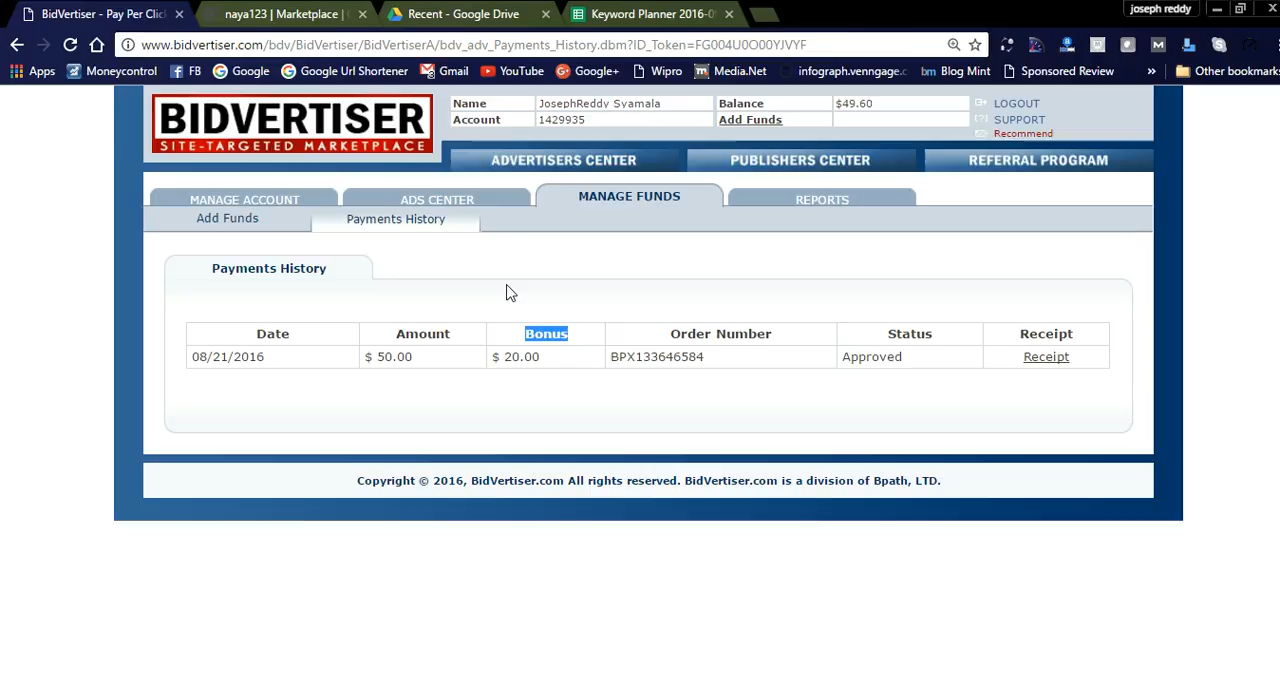 BidVertiser - Pay Per Clic
naya123 | Marketplace |
Recent - Google Drive
Keyword Planner 2016-0
joseph reddy
www.bidvertiser.com/bdv/BidVertiser/BidVertiserA/bdv_adv_Payments_History.dbm?ID_Token=FG004U0O00YJVYF
Apps
Moneycontrol
FB
Google
Google Url Shortener
Gmail
YouTube
Google+
Wipro
Media.Net
infograph.venngage.c
bm Blog Mint
Sponsored Review
»
Other bookmarks
BIDVERTISER
SITE-TARGETED MARKETPLACE
Name JosephReddy Syamala Balance $49.60
Account 1429935 Add Funds
LOGOUT
SUPPORT
Recommend
ADVERTISERS CENTER PUBLISHERS CENTER REFERRAL PROGRAM
MANAGE ACCOUNT ADS CENTER MANAGE FUNDS REPORTS
Add Funds Payments History
Payments History
Date Amount Bonus Order Number Status Receipt
08/21/2016 $ 50.00 $ 20.00 BPX133646584 Approved Receipt
Copyright © 2016, BidVertiser.com All rights reserved. BidVertiser.com is a division of Bpath, LTD.